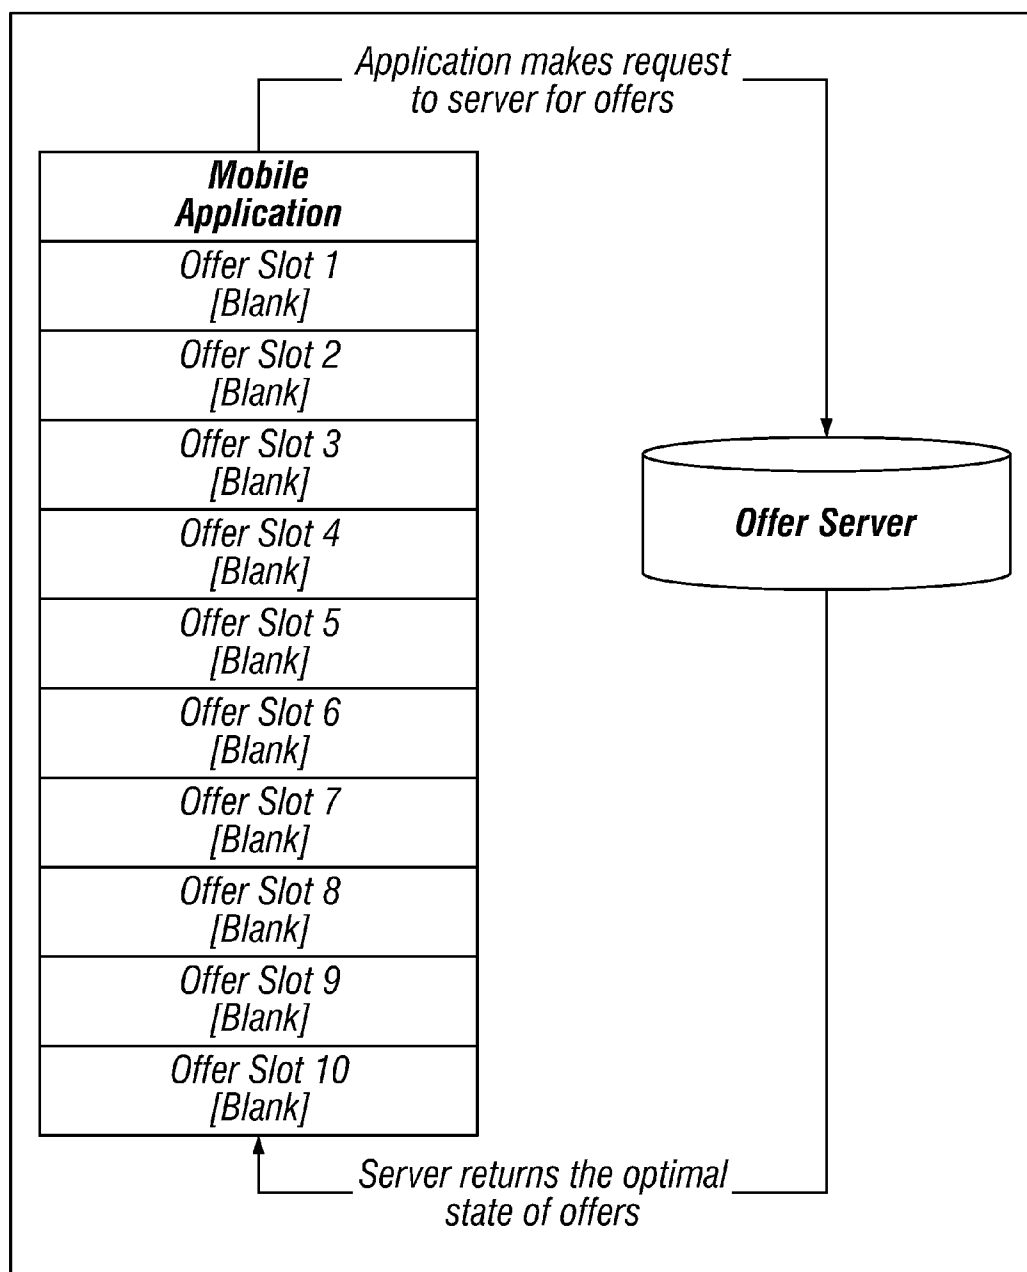 Application makes request
to server for offers
Mobile
Application
Offer Slot 1
[Blank]
Offer Slot 2
[Blank]
Offer Slot 3
[Blank]
Offer Slot 4
[Blank]
Offer Slot 5
[Blank]
Offer Slot 6
[Blank]
Offer Slot 7
[Blank]
Offer Slot 8
[Blank]
Offer Slot 9
[Blank]
Offer Slot 10
[Blank]
Offer Server
Server returns the optimal
state of offers